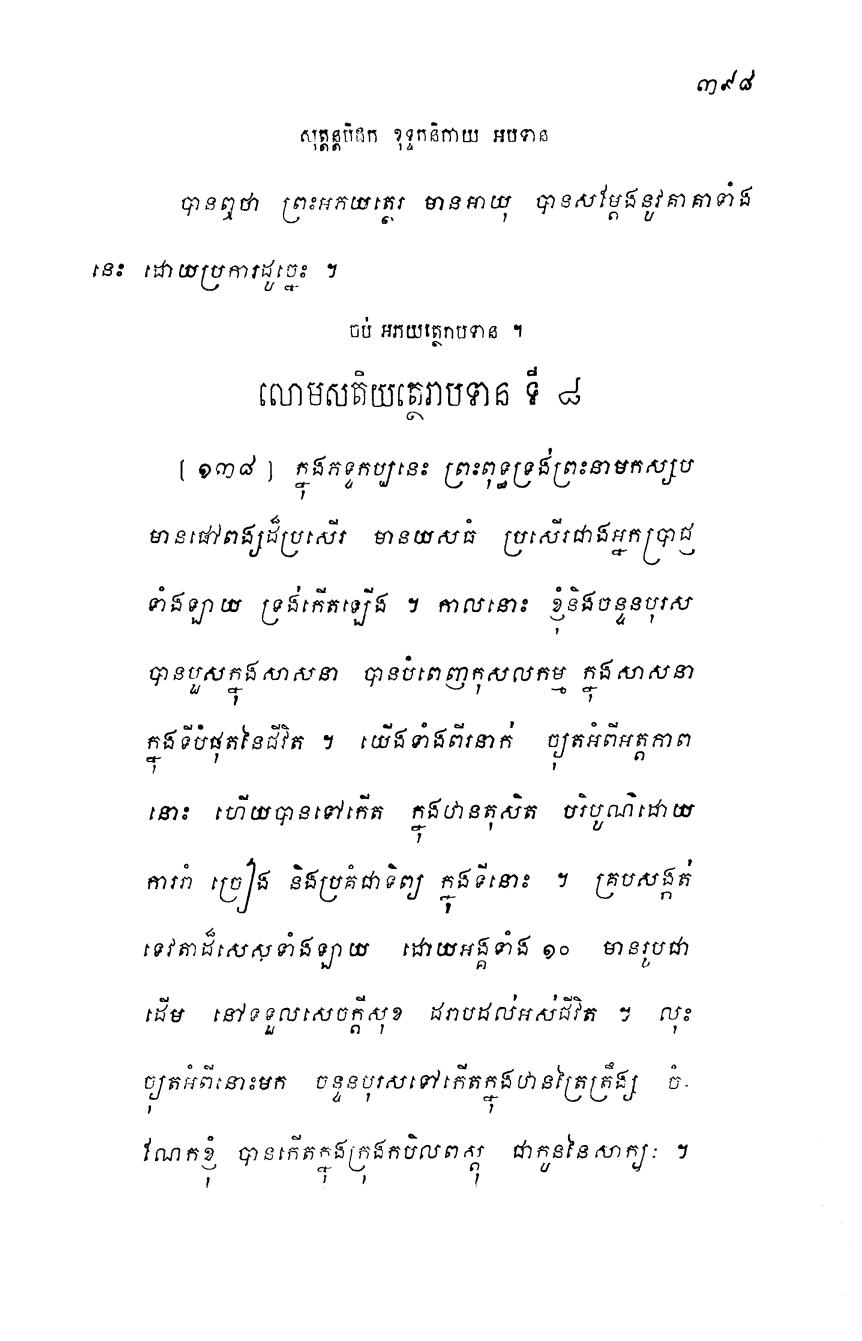 ៣៩៨
សុត្តន្តបិដក ខុទ្ទកនិកាយ អបទាន
បានឮថា ព្រះអភយត្ថេរ មានអាយុ បានសម្តែងនូវគាថាទាំង
នេះ ដោយប្រការដូច្នេះ ។
ចប់ អភយត្ថេរាបទាន ។
លោមសតិយត្ថេរាបទាន ទី ៨
[ ១៣៨ ] ក្នុងភទ្ទកប្បនេះ ព្រះពុទ្ធទ្រង់ព្រះនាមកស្សប
មានផៅពង្សដ៏ប្រសើរ មានយសធំ ប្រសើរជាងអ្នកប្រាជ្ញ
ទាំងឡាយ ទ្រង់កើតឡើង ។ កាលនោះ ខ្ញុំនិងចន្ទនបុរស
បានបួសក្នុងសាសនា បានបំពេញកុសលកម្ម ក្នុងសាសនា
ក្នុងទីបំផុតនៃជីវិត ។ យើងទាំងពីរនាក់ ច្យុតអំពីអត្តភាព
នោះ ហើយបានទៅកើត ក្នុងឋានតុសិត បរិបូណ៌ដោយ
ការរាំ ច្រៀង និងប្រគំជាទិព្យ ក្នុងទីនោះ ។ គ្របសង្កត់
ទេវតាដ៏សេសទាំងឡាយ ដោយអង្គទាំង ១០ មានរូបជា
ដើម នៅទទួលសេចក្តីសុខ ដរាបដល់អស់ជីវិត ។ លុះ
ច្យុតអំពីនោះមក ចន្ទនបុរសទៅកើតក្នុងឋានត្រៃត្រឹង្ស ចំ-
ណែកខ្ញុំ បានកើតក្នុងក្រុងកបិលពស្តុ ជាកូននៃសាក្យៈ ។